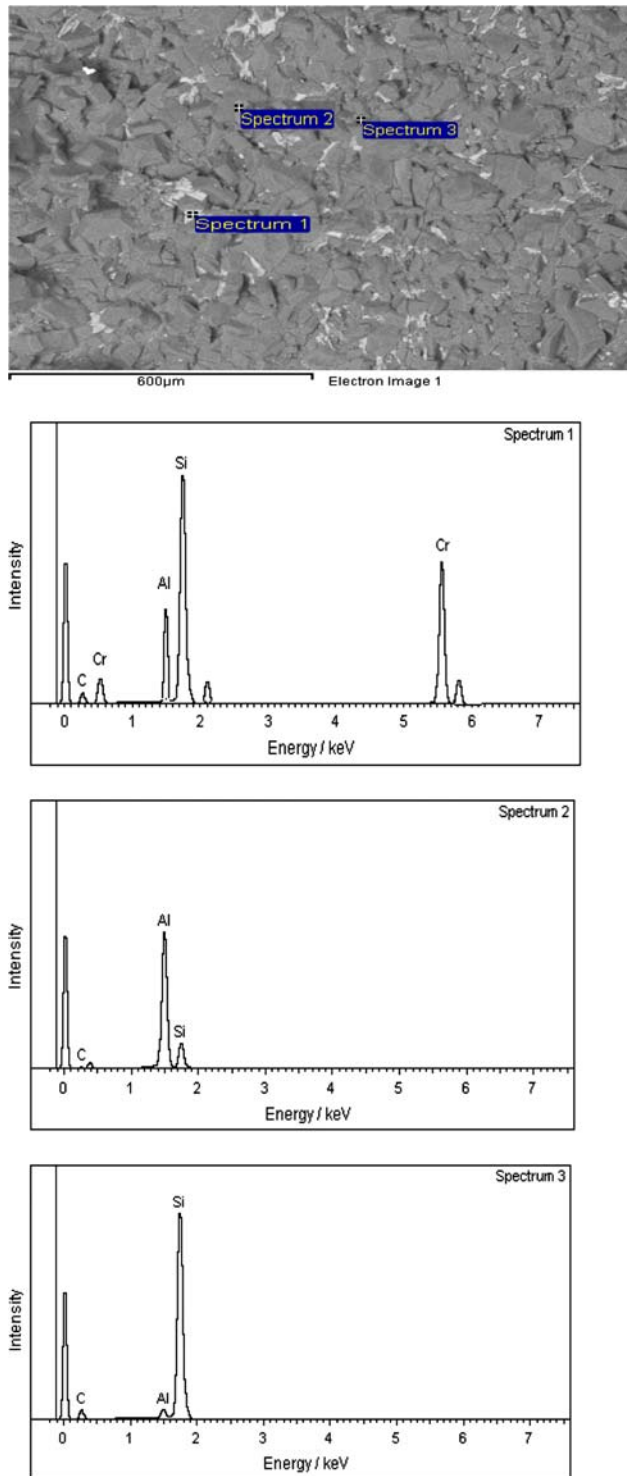 Spectrum 2
Spectrum 3
Spectrum 1
600µm Electron Image 1
Spectrum 1
Si
Cr
Al
Cr
C
Intensity
0 1 2 3 4 5 6 7
Energy / keV
Spectrum 2
Al
Si
C
Intensity
0 1 2 3 4 5 6 7
Energy / keV
Spectrum 3
Si
C Al
Intensity
0 1 2 3 4 5 6 7
Energy / keV